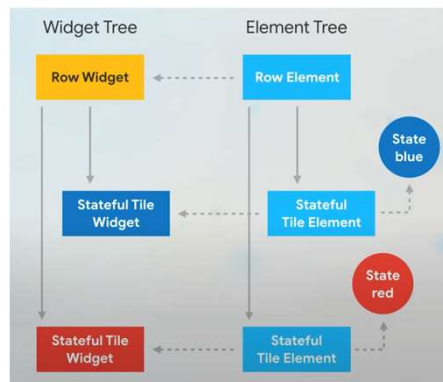 Widget Tree
Element Tree
Row Widget
Row Element
State
blue
Stateful Tile
Widget
Stateful
Tile Element
State
red
Stateful Tile
Widget
Stateful
Tile Element